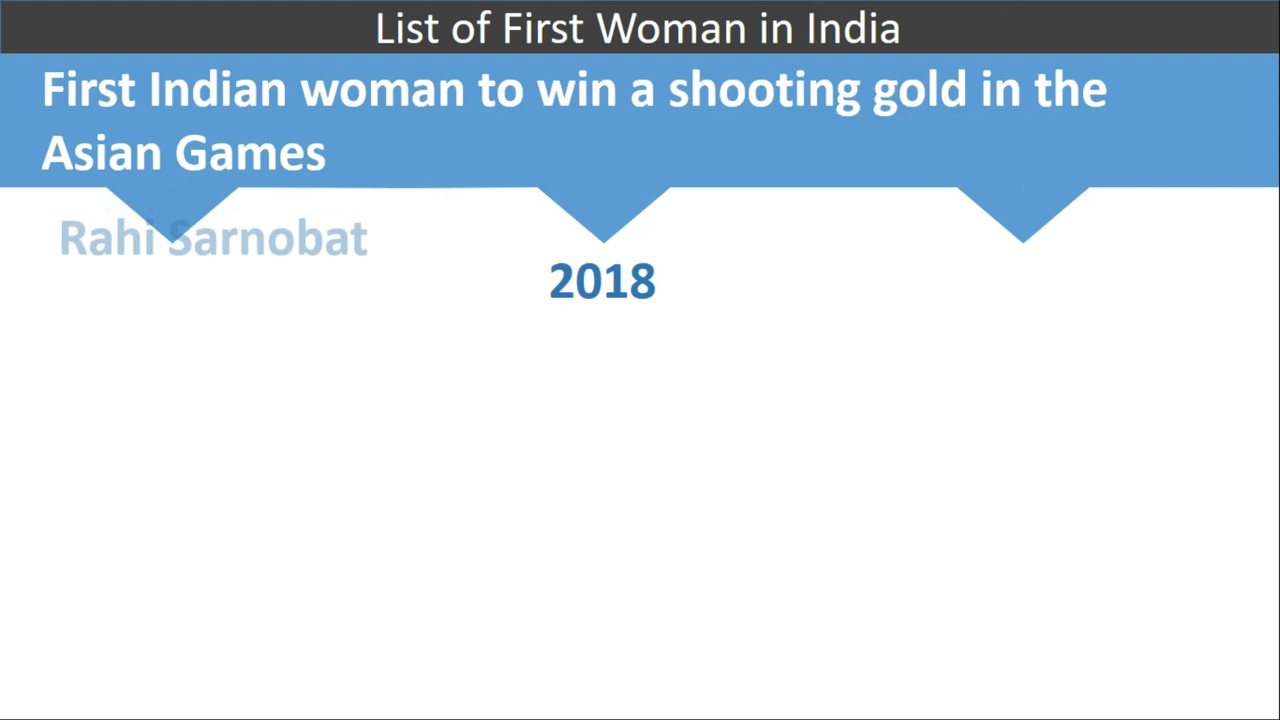 List of First Woman in India
First Indian woman to win a shooting gold in the
Asian Games
Rahi Sarnobat
2018